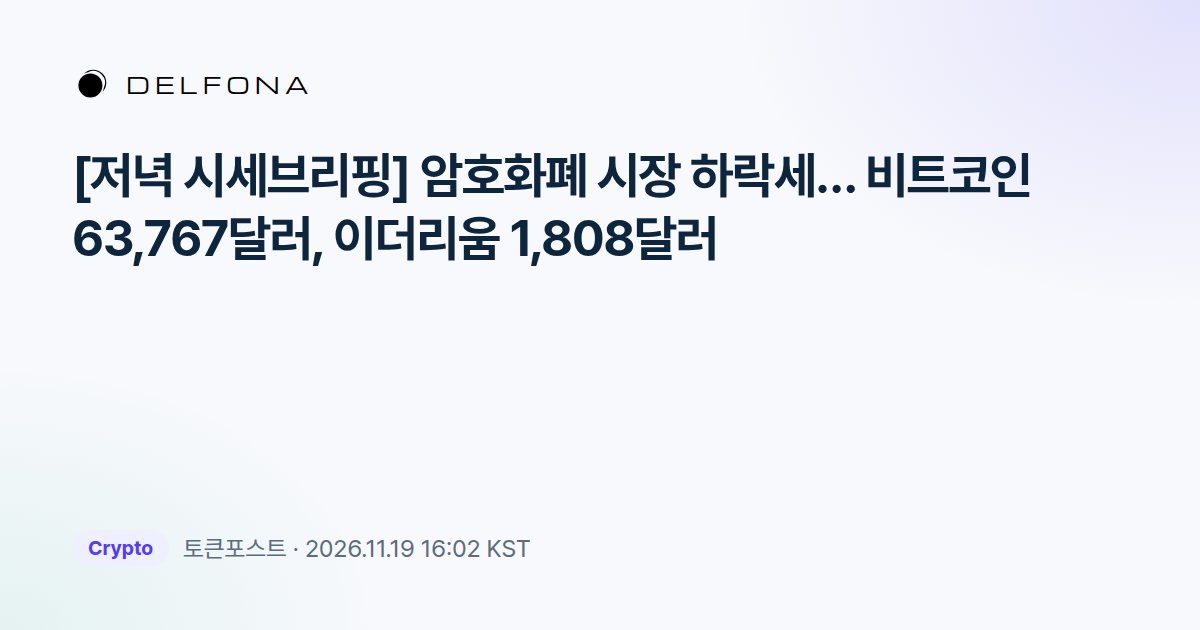 DELFONA
[저녁 시세브리핑] 암호화폐 시장 하락세... 비트코인
63,767달러, 이더리움 1,808달러
Crypto 토큰포스트 · 2026.11.19 16:02 KST